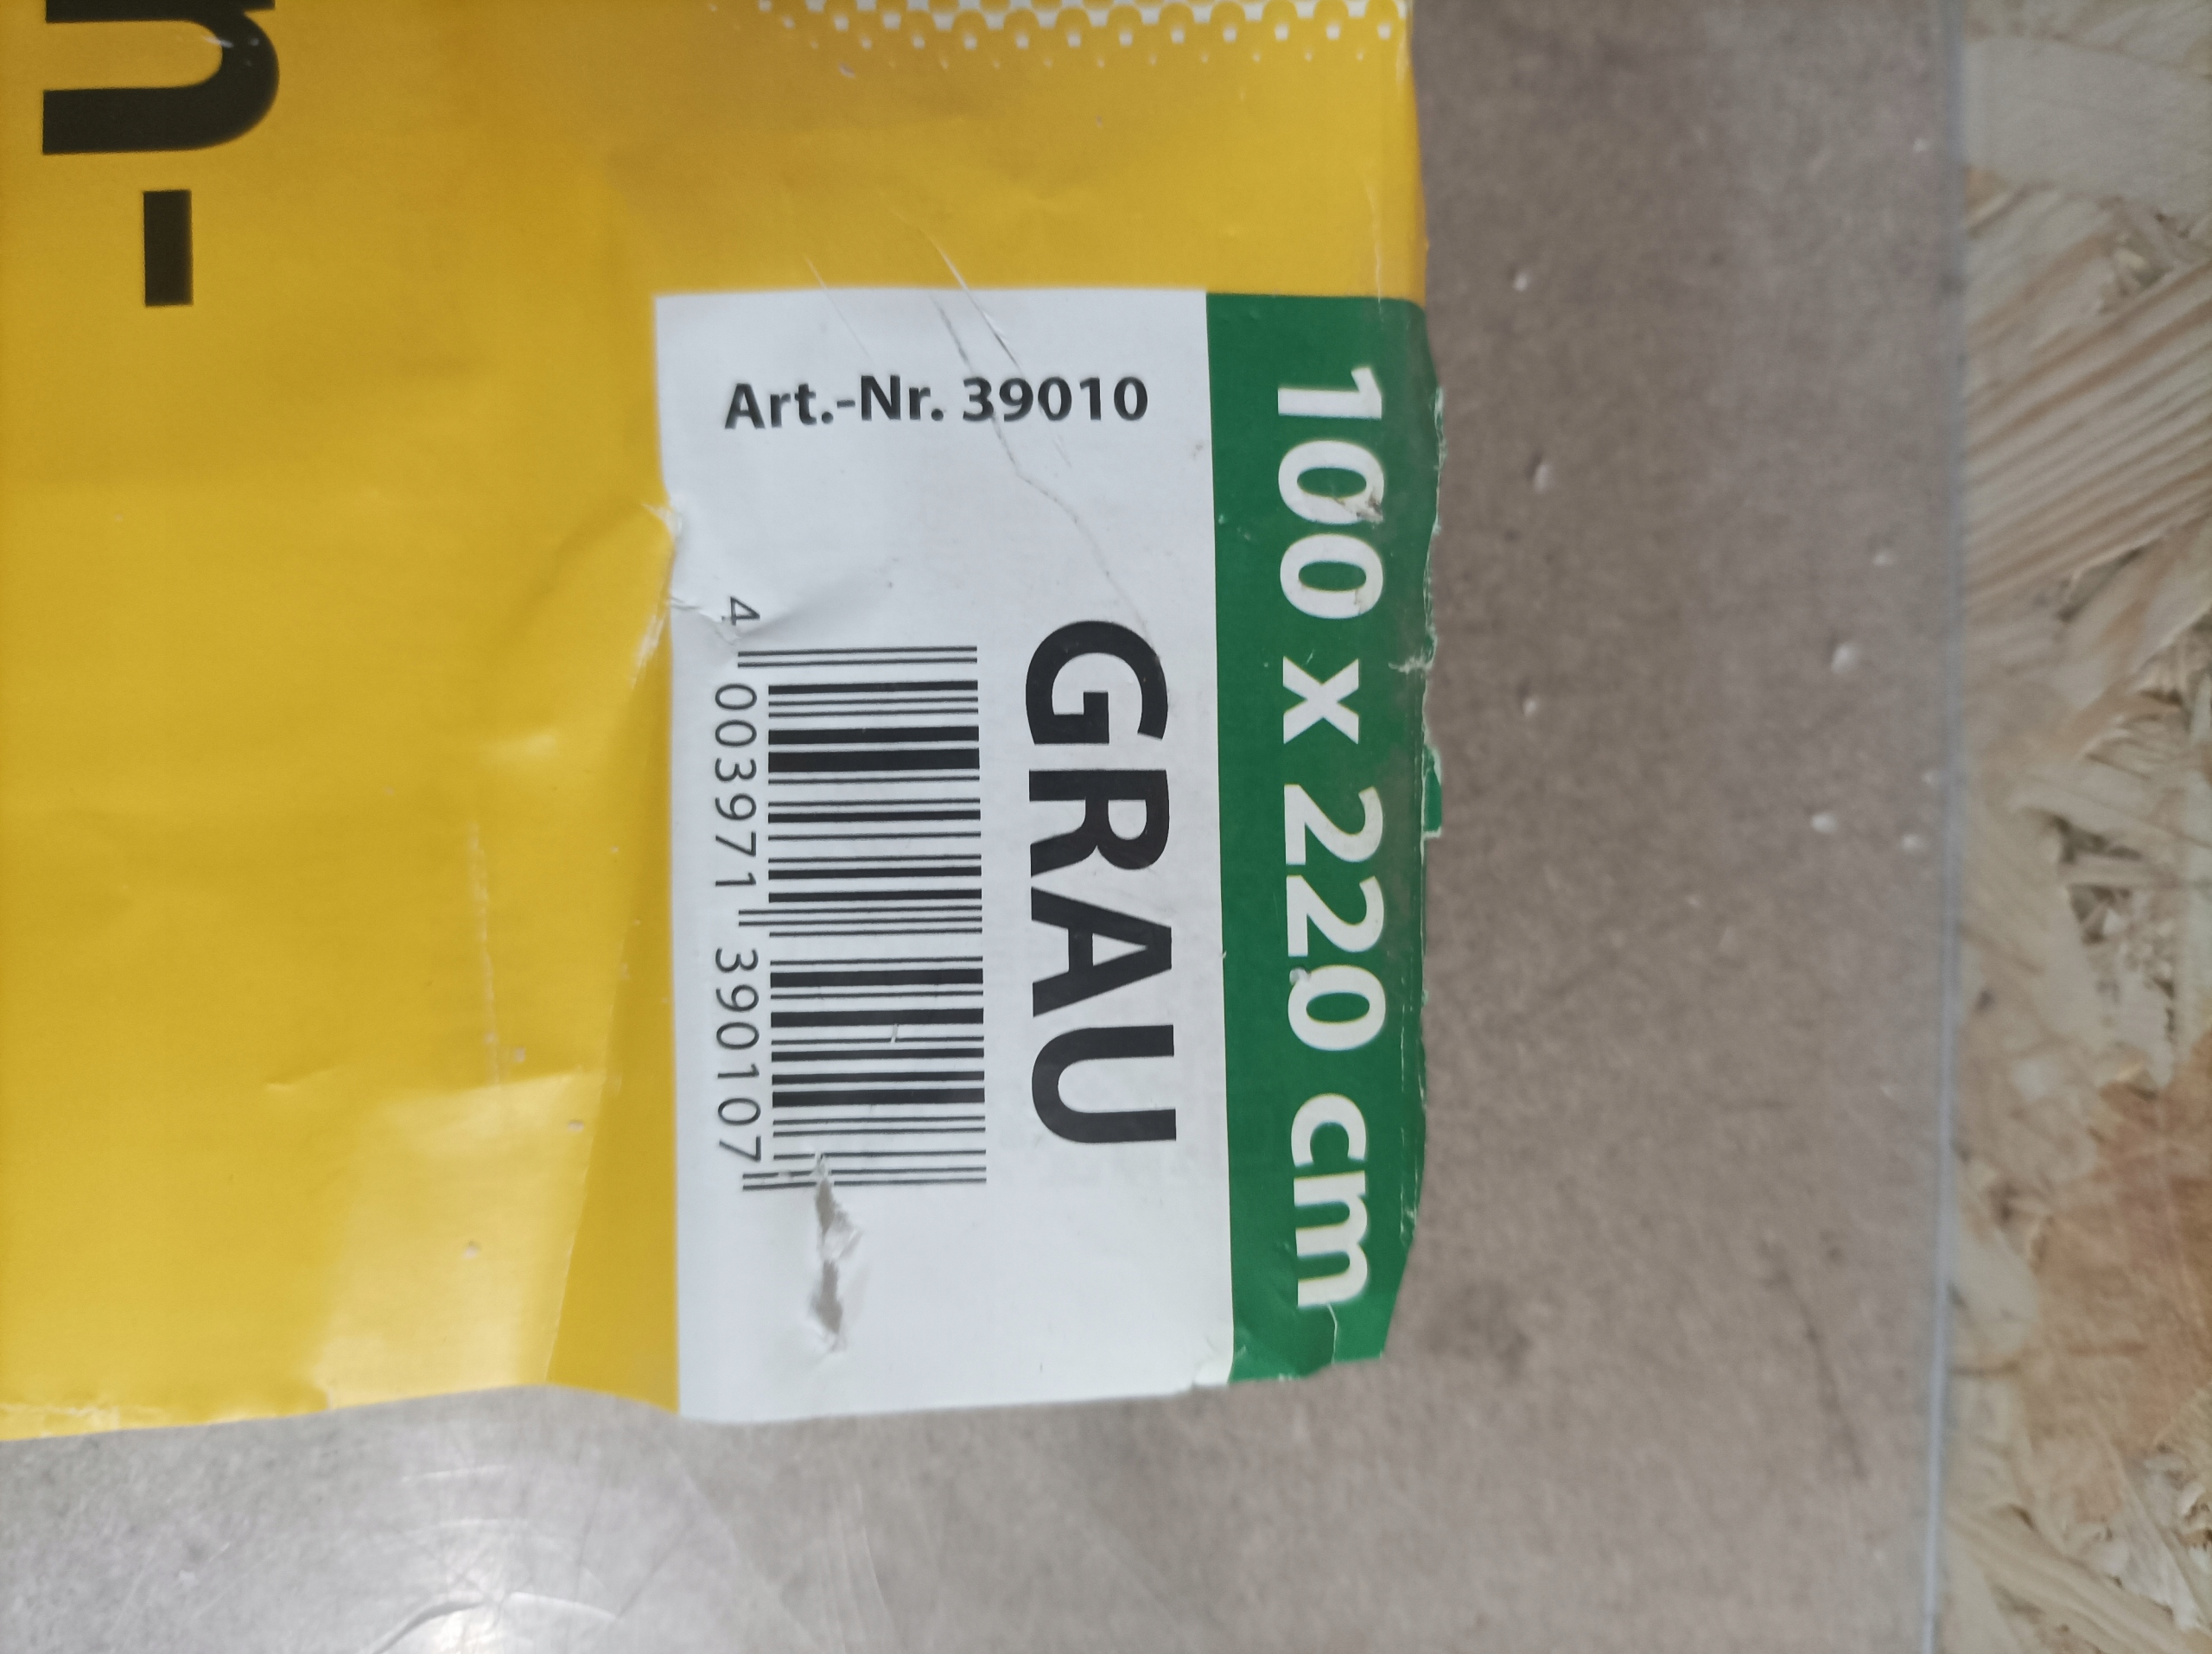 n-
Art.-Nr. 39010
100 x 220 cm
GRAU
4 003971 390107